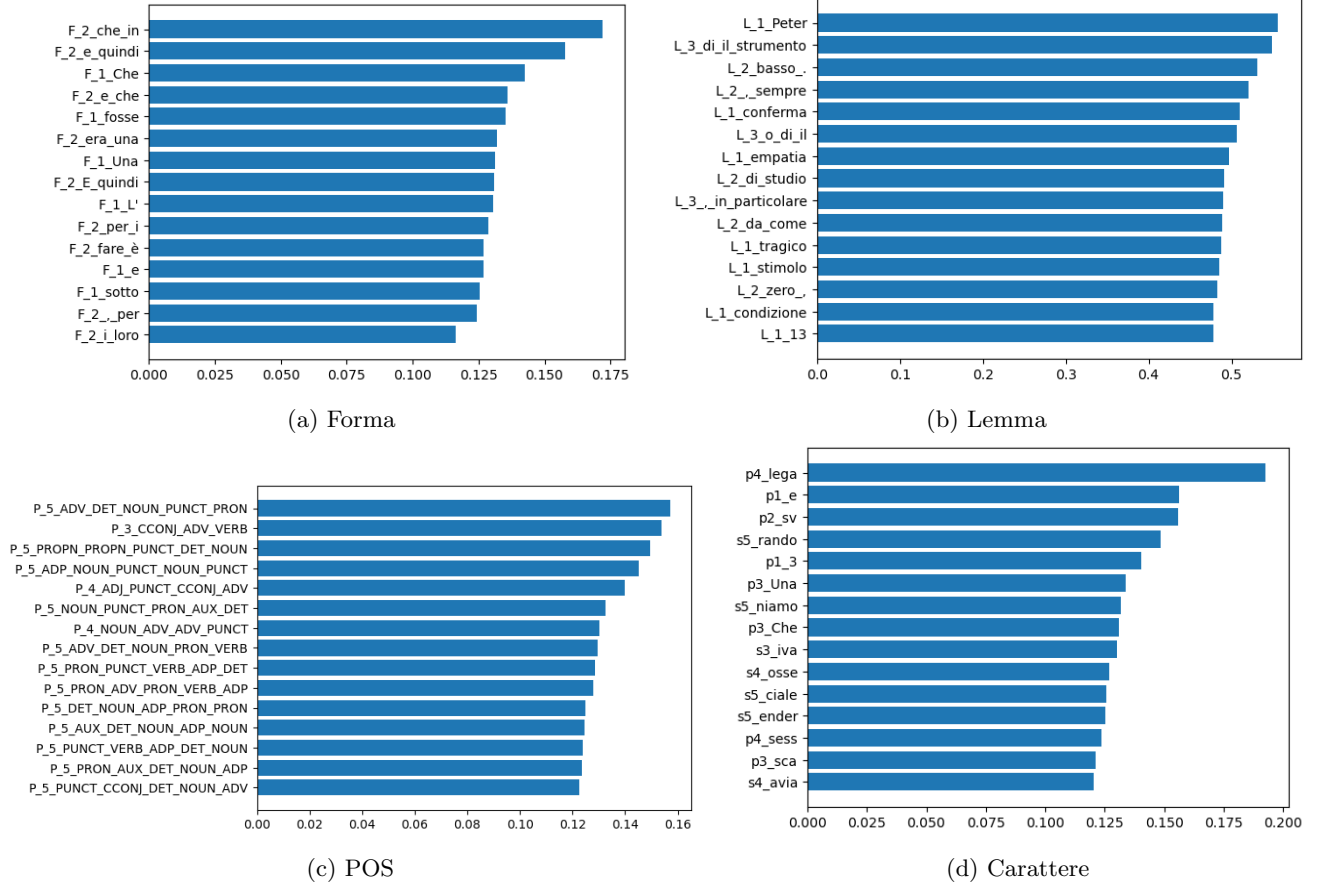 F_2_che_in
F_2_e_quindi
F_1_Che
F_2_e_che
F_1_fosse
F_2_era_una
F_1_Una
F_2_E_quindi
F_1_L'
F_2_per_i
F_2_fare_è
F_1_e
F_1_sotto
F_2_,_per
F_2_i_loro
0.000 0.025 0.050 0.075 0.100 0.125 0.150 0.175
(a) Forma
L_1_Peter
L_3_di_il_strumento
L_2_basso_.
L_2_,_sempre
L_1_conferma
L_3_o_di_il
L_1_empatia
L_2_di_studio
L_3_,_in_particolare
L_2_da_come
L_1_tragico
L_1_stimolo
L_2_zero_,
L_1_condizione
L_1_13
0.0 0.1 0.2 0.3 0.4 0.5
(b) Lemma
P_5_ADV_DET_NOUN_PUNCT_PRON
P_3_CCONJ_ADV_VERB
P_5_PROPN_PROPN_PUNCT_DET_NOUN
P_5_ADP_NOUN_PUNCT_NOUN_PUNCT
P_4_ADJ_PUNCT_CCONJ_ADV
P_5_NOUN_PUNCT_PRON_AUX_DET
P_4_NOUN_ADV_ADV_PUNCT
P_5_ADV_DET_NOUN_PRON_VERB
P_5_PRON_PUNCT_VERB_ADP_DET
P_5_PRON_ADV_PRON_VERB_ADP
P_5_DET_NOUN_ADP_PRON_PRON
P_5_AUX_DET_NOUN_ADP_NOUN
P_5_PUNCT_VERB_ADP_DET_NOUN
P_5_PRON_AUX_DET_NOUN_ADP
P_5_PUNCT_CCONJ_DET_NOUN_ADV
0.00 0.02 0.04 0.06 0.08 0.10 0.12 0.14 0.16
(c) POS
p4_lega
p1_e
p2_sv
s5_rando
p1_3
p3_Una
s5_niamo
p3_Che
s3_iva
s4_osse
s5_ciale
s5_ender
p4_sess
p3_sca
s4_avia
0.000 0.025 0.050 0.075 0.100 0.125 0.150 0.175 0.200
(d) Carattere